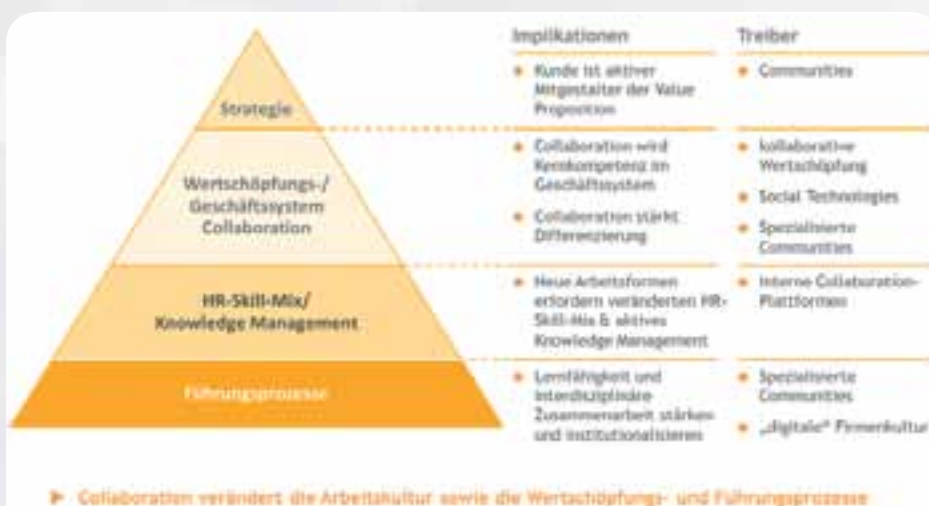 Strategie
Wertschöpfungs-/
Geschäftssystem
Collaboration
HR-Skill-Mix/
Knowledge Management
Führungsprozesse
Implikationen
Kunde ist aktiver
Mitgestalter der Value
Proposition
Collaboration wird
Kernkompetenz im
Geschäftssystem
Collaboration stärkt
Differenzierung
Neue Arbeitsformen
erfordern veränderten HR-
Skill-Mix & aktives
Knowledge Management
Lernfähigkeit und
interdisziplinäre
Zusammenarbeit stärken
und institutionalisieren
Treiber
Communities
kollaborative
Wertschöpfung
Social Technologies
Spezialisierte
Communities
Interne Collaboration-
Plattformen
Spezialisierte
Communities
„digitale" Firmenkultur
Collaboration verändert die Arbeitskultur sowie die Wertschöpfungs- und Führungsprozesse